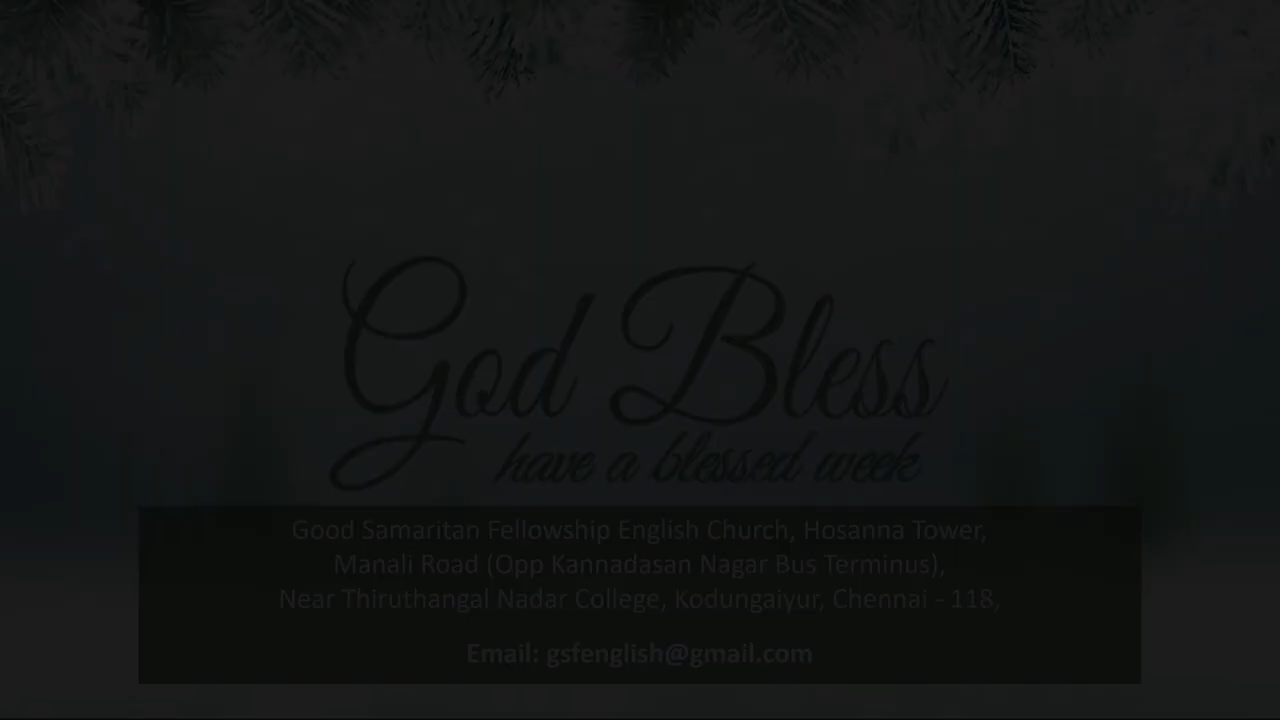 God Bless
have a blessed week
Good Samaritan Fellowship English Church, Hosanna Tower,
Manali Road (Opp Kannadasan Nagar Bus Terminus),
Near Thiruthangal Nadar College, Kodungaiyur, Chennai - 118,
Email: gsfenglish@gmail.com